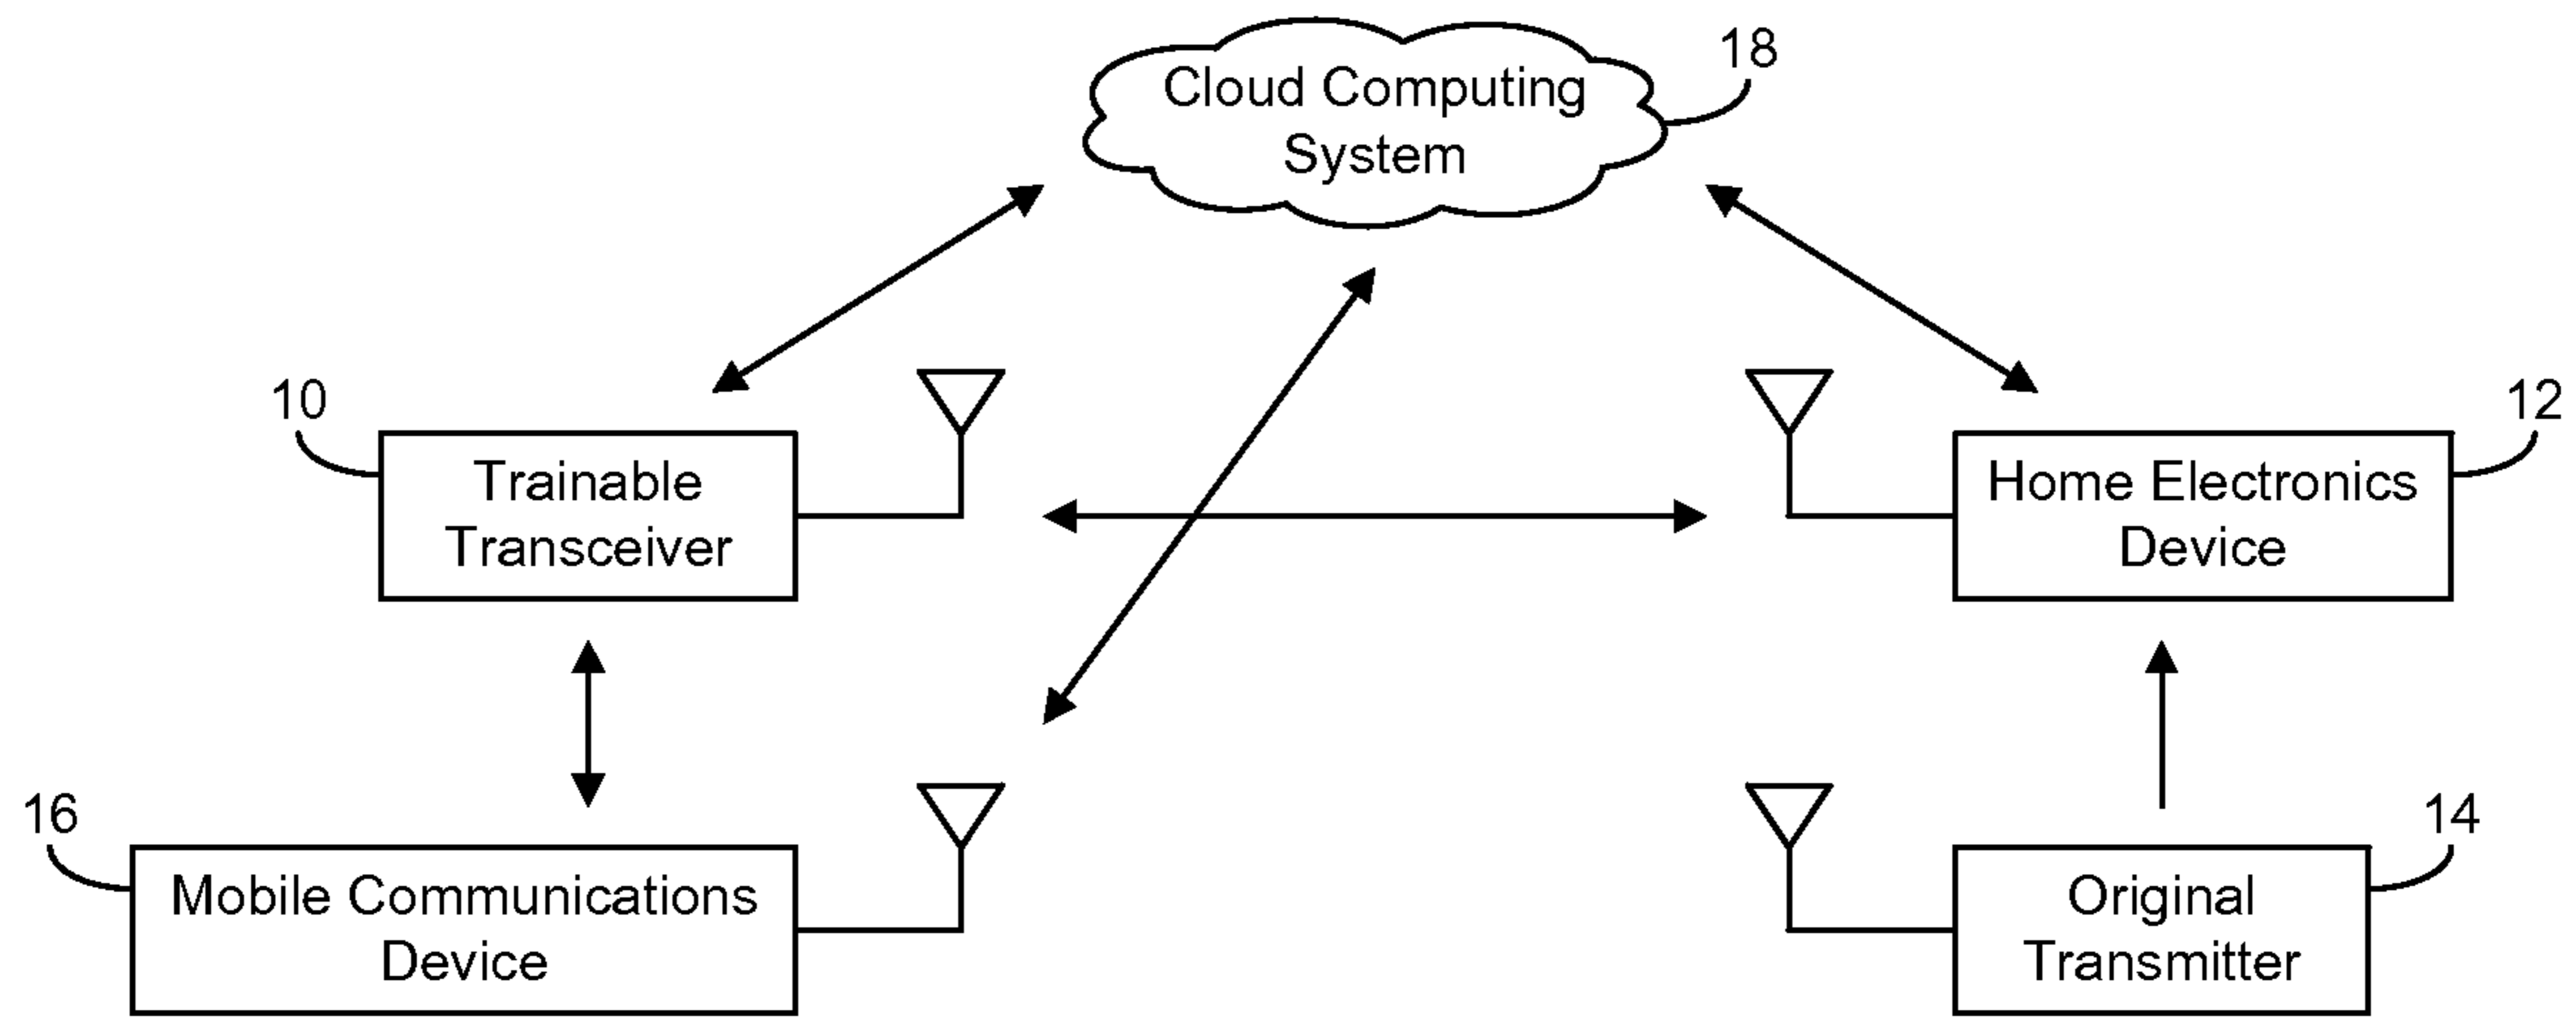 18
Cloud Computing
System
10
Trainable
Transceiver
12
Home Electronics
Device
16
Mobile Communications
Device
14
Original
Transmitter